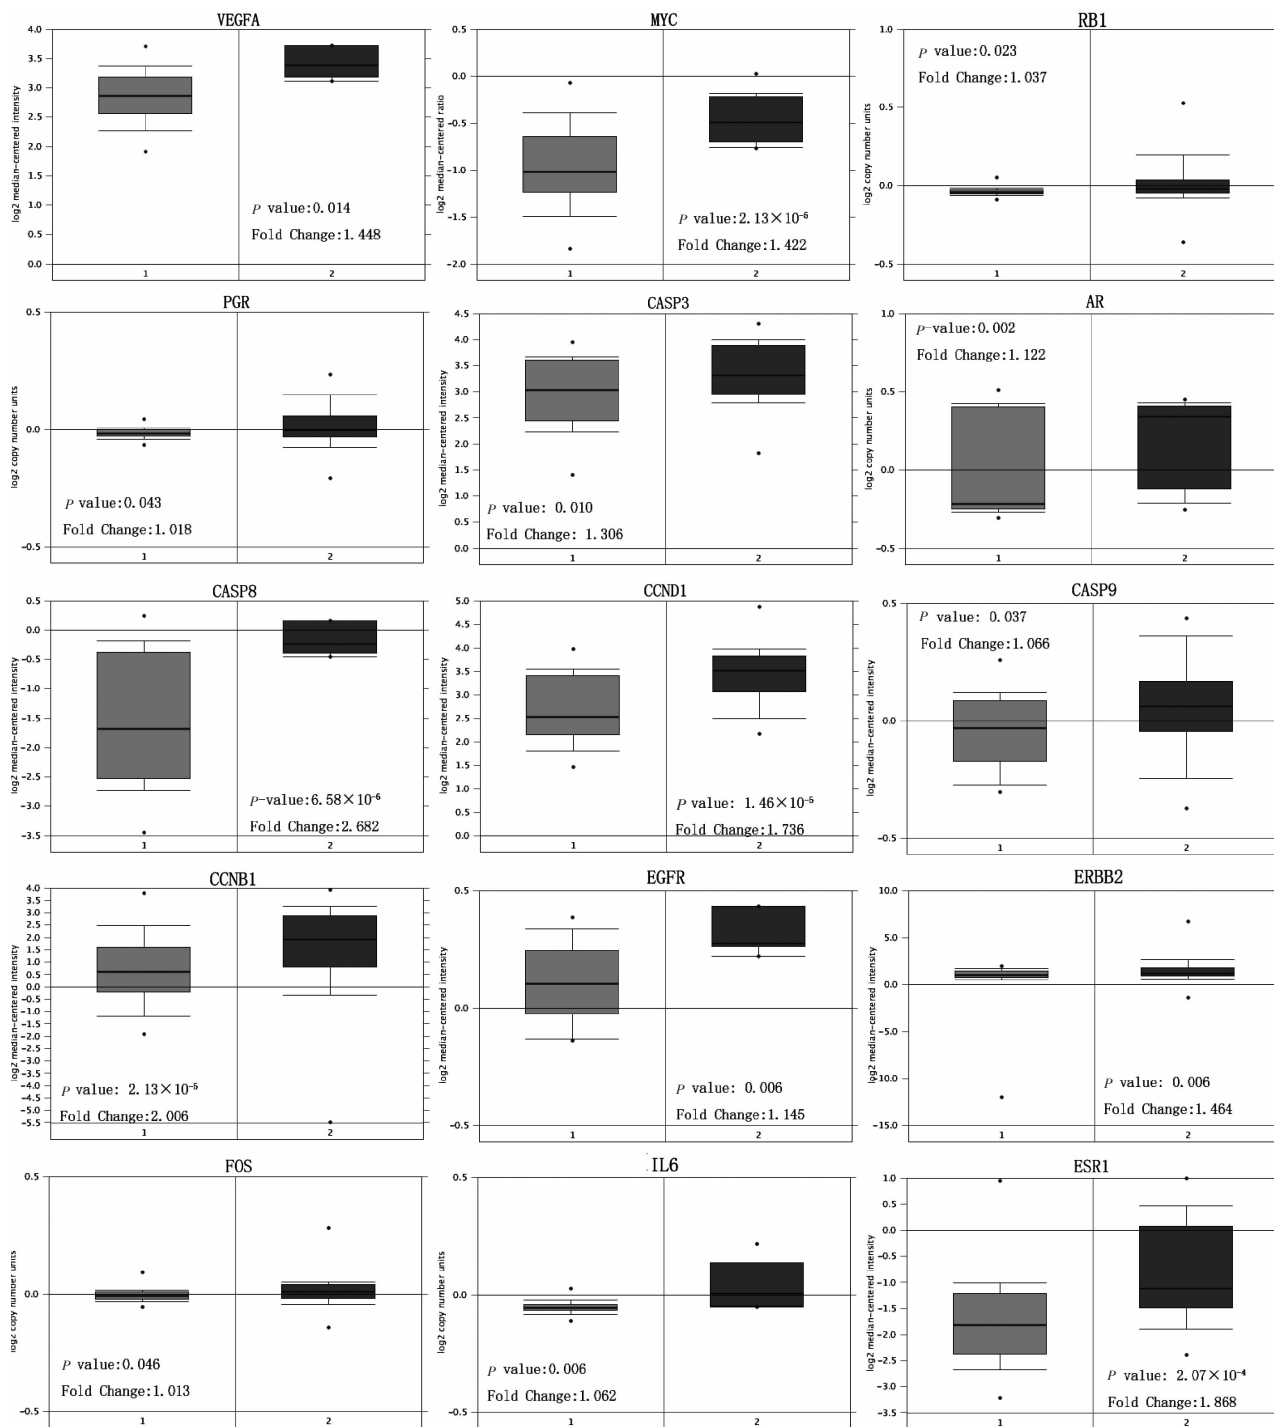 VEGFA
log2 median-centered intensity
4.0
3.5
3.0
2.5
2.0
1.5
1.0
0.5
0.0
P value:0.014
Fold Change:1.448
1
2
MYC
log2 median-centered ratio
0.5
0.0
-0.5
-1.0
-1.5
-2.0
P value:2.13×10⁻⁵
Fold Change:1.422
1
2
RB1
log2 copy number units
P value:0.023
Fold Change:1.037
1.0
0.5
0.0
-0.5
1
2
PGR
log2 copy number units
0.5
0.0
-0.5
P value:0.043
Fold Change:1.018
1
2
CASP3
log2 median-centered intensity
4.5
4.0
3.5
3.0
2.5
2.0
1.5
1.0
0.5
0.0
P value: 0.010
Fold Change: 1.306
1
2
AR
log2 copy number units
P-value:0.002
Fold Change:1.122
1.0
0.5
0.0
-0.5
1
2
CASP8
log2 median-centered intensity
0.5
0.0
-0.5
-1.0
-1.5
-2.0
-2.5
-3.0
-3.5
P-value:6.58×10⁻⁶
Fold Change:2.682
1
2
CCND1
log2 median-centered intensity
5.0
4.5
4.0
3.5
3.0
2.5
2.0
1.5
1.0
0.5
0.0
P value: 1.46×10⁻⁵
Fold Change:1.736
1
2
CASP9
log2 median-centered intensity
P value: 0.037
Fold Change:1.066
0.5
0.0
-0.5
1
2
CCNB1
log2 median-centered intensity
4.0
3.5
3.0
2.5
2.0
1.5
1.0
0.5
0.0
-0.5
-1.0
-1.5
-2.0
-2.5
-3.0
-3.5
-4.0
-4.5
-5.0
-5.5
P value: 2.13×10⁻⁵
Fold Change:2.006
1
2
EGFR
log2 median-centered intensity
0.5
0.0
-0.5
P value: 0.006
Fold Change:1.145
1
2
ERBB2
log2 median-centered intensity
10.0
5.0
0.0
-5.0
-10.0
-15.0
P value: 0.006
Fold Change:1.464
1
2
FOS
log2 copy number units
0.5
0.0
-0.5
P value:0.046
Fold Change:1.013
1
2
IL6
log2 copy number units
0.5
0.0
-0.5
P value:0.006
Fold Change:1.062
1
2
ESR1
log2 median-centered intensity
1.0
0.5
0.0
-0.5
-1.0
-1.5
-2.0
-2.5
-3.0
-3.5
P value: 2.07×10⁻⁴
Fold Change:1.868
1
2